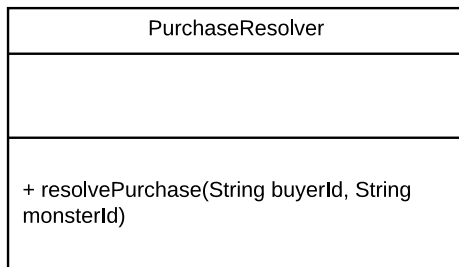 PurchaseResolver
+ resolvePurchase(String buyerId, String
monsterId)